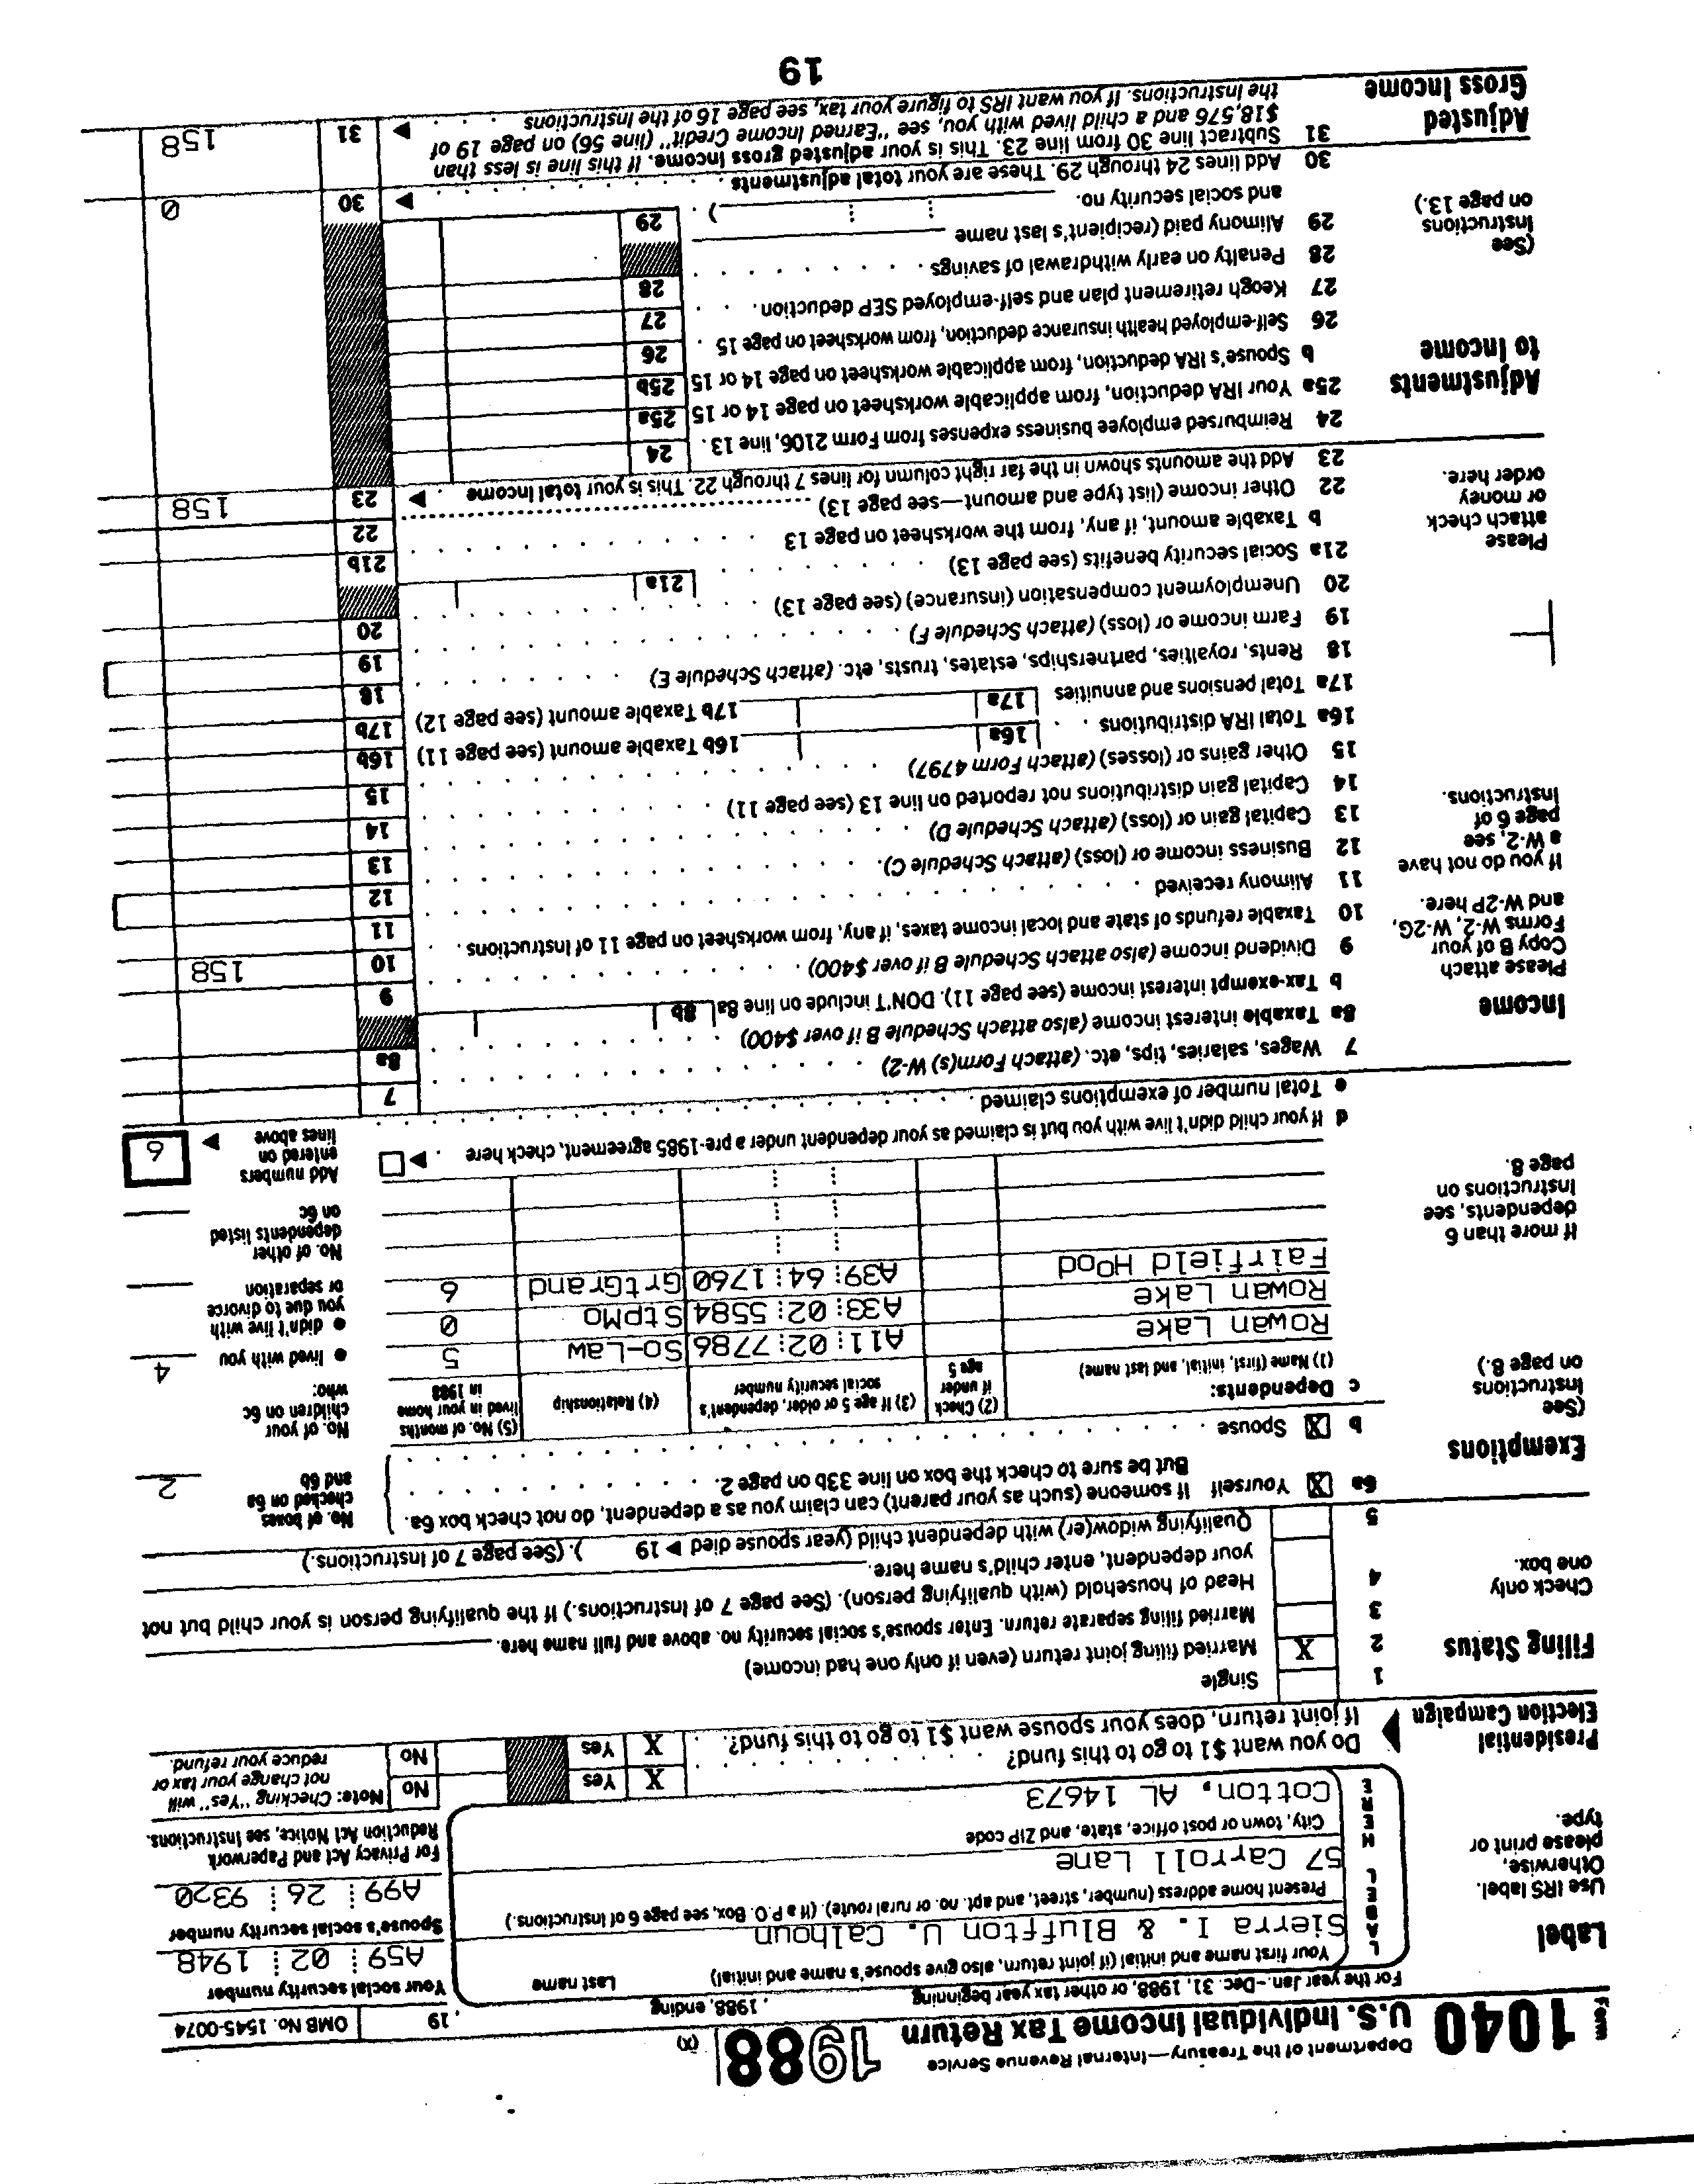 Form 1040 Department of the Treasury—Internal Revenue Service
U.S. Individual Income Tax Return 1988 (X)
For the year Jan.–Dec. 31, 1988, or other tax year beginning , 1988, ending , 19 OMB No. 1545-0074
Label
Use IRS label.
Otherwise,
please print or
type.
LABEL HERE
Your first name and initial (if joint return, also give spouse's name and initial) Last name
Sierra I. & Bluffton U. Calhoun
Your social security number
A59 02 1948
Present home address (number, street, and apt. no. or rural route). (If a P.O. Box, see page 6 of Instructions.)
57 Carroll Lane
Spouse's social security number
A99 26 9320
City, town or post office, state, and ZIP code
Cotton, AL 14673
For Privacy Act and Paperwork
Reduction Act Notice, see Instructions.
Presidential
Election Campaign
Do you want $1 to go to this fund? X Yes No
If joint return, does your spouse want $1 to go to this fund? X Yes No
Note: Checking "Yes" will
not change your tax or
reduce your refund.
Filing Status
Check only
one box.
1 Single
2 X Married filing joint return (even if only one had income)
3 Married filing separate return. Enter spouse's social security no. above and full name here.
4 Head of household (with qualifying person). (See page 7 of Instructions.) If the qualifying person is your child but not
your dependent, enter child's name here.
5 Qualifying widow(er) with dependent child (year spouse died ▶ 19 ). (See page 7 of Instructions.)
Exemptions
(See
Instructions
on page 8.)
6a X Yourself If someone (such as your parent) can claim you as a dependent, do not check box 6a.
But be sure to check the box on line 33b on page 2.
b X Spouse
No. of boxes
checked on 6a
and 6b 2
c Dependents:
(1) Name (first, initial, and last name)
(2) Check
if under
age 5
(3) If age 5 or older, dependent's
social security number
(4) Relationship
(5) No. of months
lived in your home
in 1988
Rowan Lake A11 02 7786 So-Law 5
Rowan Lake A33 02 5584 StpMo 0
Fairfield Hood A39 64 1760 GrtGrand 6
No. of your
children on 6c
who:
● lived with you 4
● didn't live with
you due to divorce
or separation
No. of other
dependents listed
on 6c
If more than 6
dependents, see
Instructions on
page 8.
d If your child didn't live with you but is claimed as your dependent under a pre-1985 agreement, check here ▶
e Total number of exemptions claimed
Add numbers
entered on
lines above ▶ 6
Income
Please attach
Copy B of your
Forms W-2, W-2G,
and W-2P here.
If you do not have
a W-2, see
page 6 of
Instructions.
Please
attach check
or money
order here.
7 Wages, salaries, tips, etc. (attach Form(s) W-2) 7
8a Taxable interest income (also attach Schedule B if over $400) 8a
b Tax-exempt interest income (see page 11). DON'T include on line 8a 8b
9 Dividend income (also attach Schedule B if over $400) 9
10 Taxable refunds of state and local income taxes, if any, from worksheet on page 11 of Instructions 10 158
11 Alimony received 11
12 Business income or (loss) (attach Schedule C) 12
13 Capital gain or (loss) (attach Schedule D) 13
14 Capital gain distributions not reported on line 13 (see page 11) 14
15 Other gains or (losses) (attach Form 4797) 15
16a Total IRA distributions 16a 16b Taxable amount (see page 11) 16b
17a Total pensions and annuities 17a 17b Taxable amount (see page 12) 17b
18 Rents, royalties, partnerships, estates, trusts, etc. (attach Schedule E) 18
19 Farm income or (loss) (attach Schedule F) 19
20 Unemployment compensation (insurance) (see page 13) 20
21a Social security benefits (see page 13) 21a
b Taxable amount, if any, from the worksheet on page 13 21b
22 Other income (list type and amount—see page 13) 22
23 Add the amounts shown in the far right column for lines 7 through 22. This is your total income ▶ 23 158
Adjustments
to Income
(See
Instructions
on page 13.)
24 Reimbursed employee business expenses from Form 2106, line 13 24
25a Your IRA deduction, from applicable worksheet on page 14 or 15 25a
b Spouse's IRA deduction, from applicable worksheet on page 14 or 15 25b
26 Self-employed health insurance deduction, from worksheet on page 15 26
27 Keogh retirement plan and self-employed SEP deduction 27
28 Penalty on early withdrawal of savings 28
29 Alimony paid (recipient's last name
and social security no. ) 29
30 Add lines 24 through 29. These are your total adjustments ▶ 30 0
Adjusted
Gross Income
31 Subtract line 30 from line 23. This is your adjusted gross income. If this line is less than
$18,576 and a child lived with you, see "Earned Income Credit" (line 56) on page 19 of
the Instructions. If you want IRS to figure your tax, see page 16 of the Instructions ▶ 31 158
19